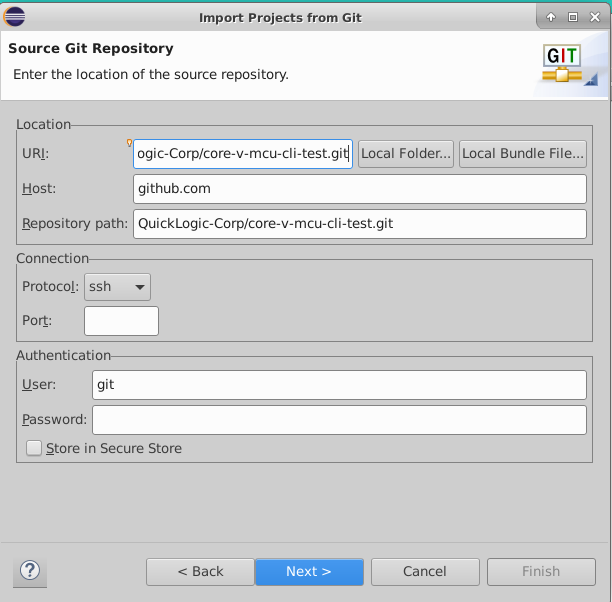 Import Projects from Git
Source Git Repository
Enter the location of the source repository.
GIT
Location
URI: ogic-Corp/core-v-mcu-cli-test.git Local Folder... Local Bundle File...
Host: github.com
Repository path: QuickLogic-Corp/core-v-mcu-cli-test.git
Connection
Protocol: ssh
Port:
Authentication
User: git
Password:
Store in Secure Store
? < Back Next > Cancel Finish